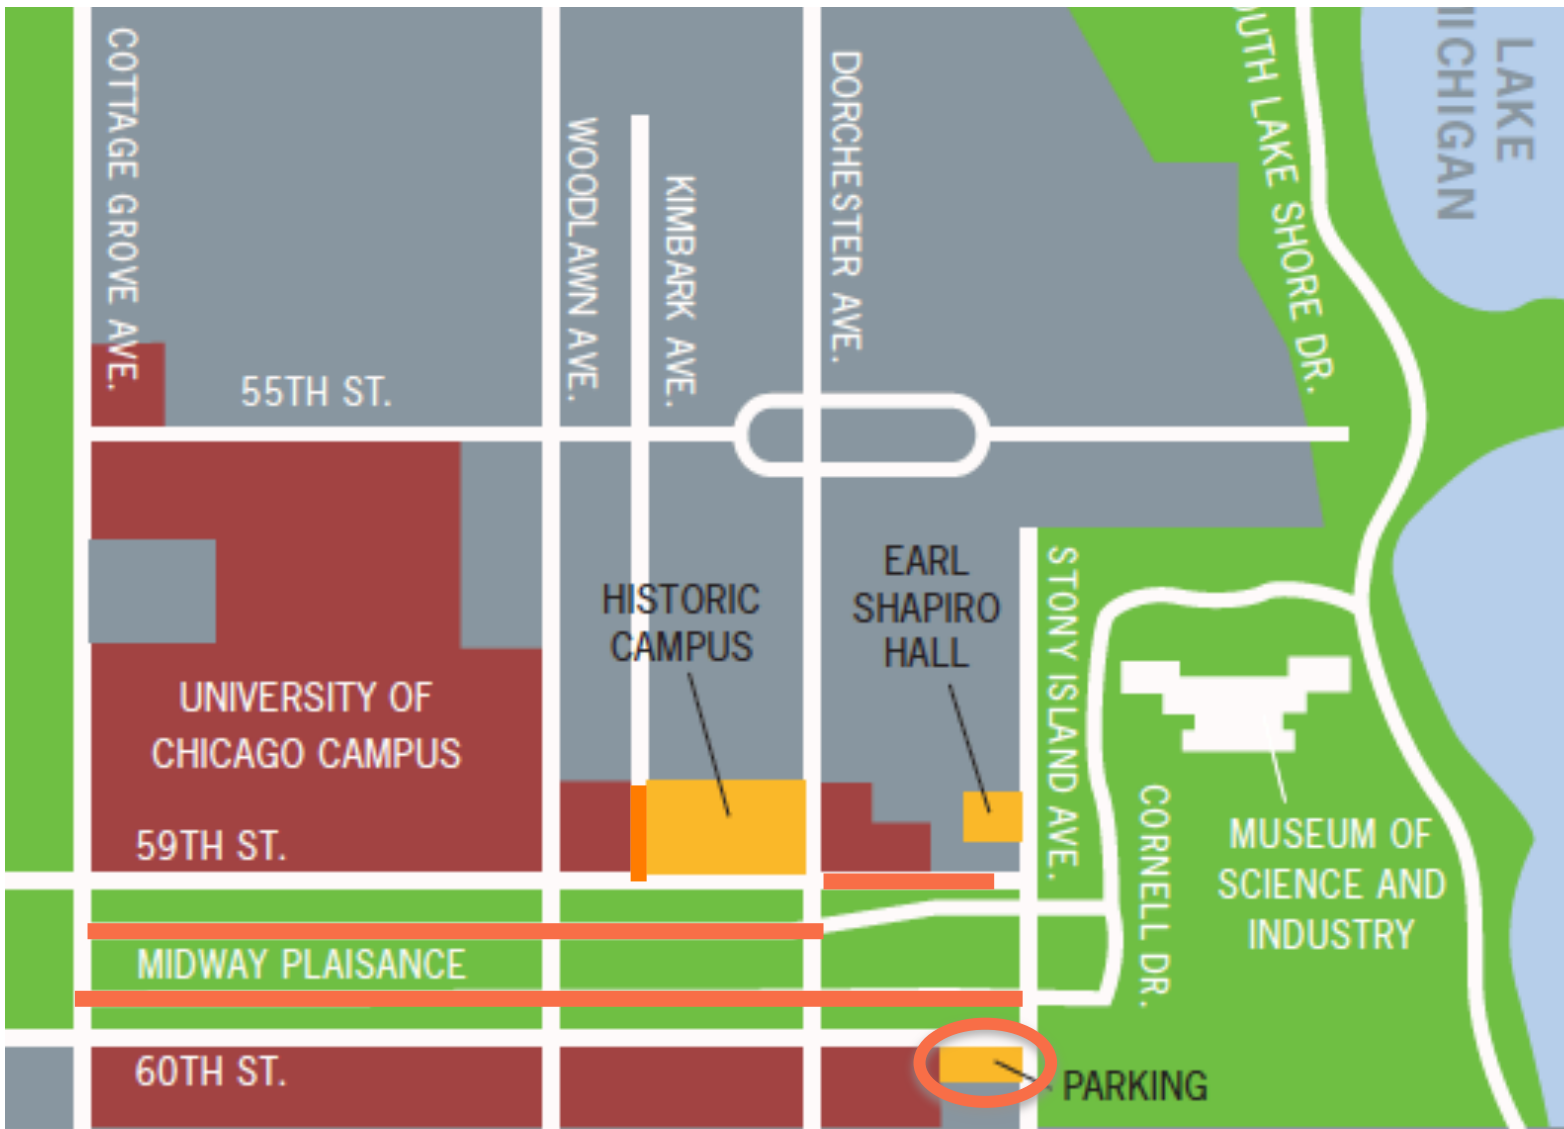 COTTAGE GROVE AVE.
WOODLAWN AVE.
KIMBARK AVE.
DORCHESTER AVE.
OUTH LAKE SHORE DR.
LAKE
MICHIGAN
55TH ST.
HISTORIC
CAMPUS
EARL
SHAPIRO
HALL
STONY ISLAND AVE.
UNIVERSITY OF
CHICAGO CAMPUS
CORNELL DR.
MUSEUM OF
SCIENCE AND
INDUSTRY
59TH ST.
MIDWAY PLAISANCE
60TH ST.
PARKING